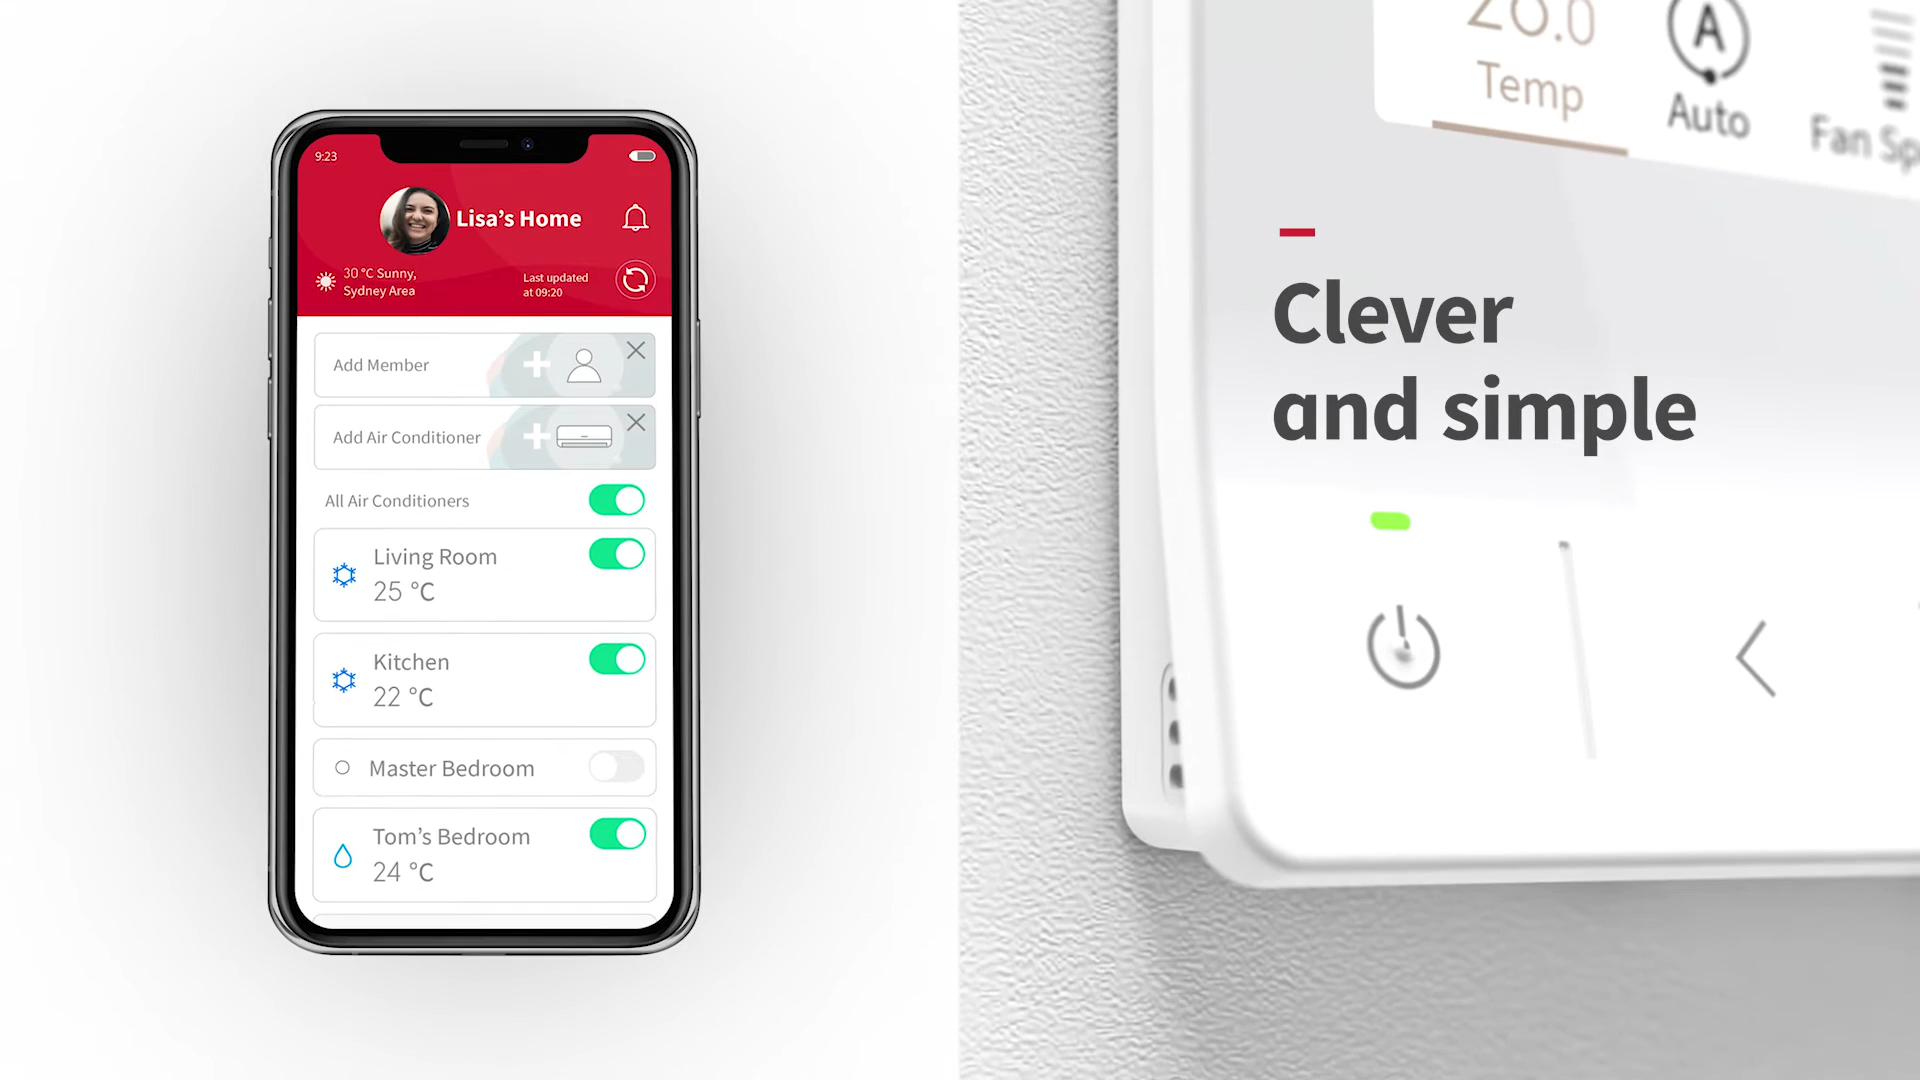 9:23
Lisa's Home
30 °C Sunny,
Sydney Area
Last updated
at 09:20
Add Member
Add Air Conditioner
All Air Conditioners
Living Room
25 °C
Kitchen
22 °C
Master Bedroom
Tom's Bedroom
24 °C
Temp
A
Auto
Fan
Clever
and simple